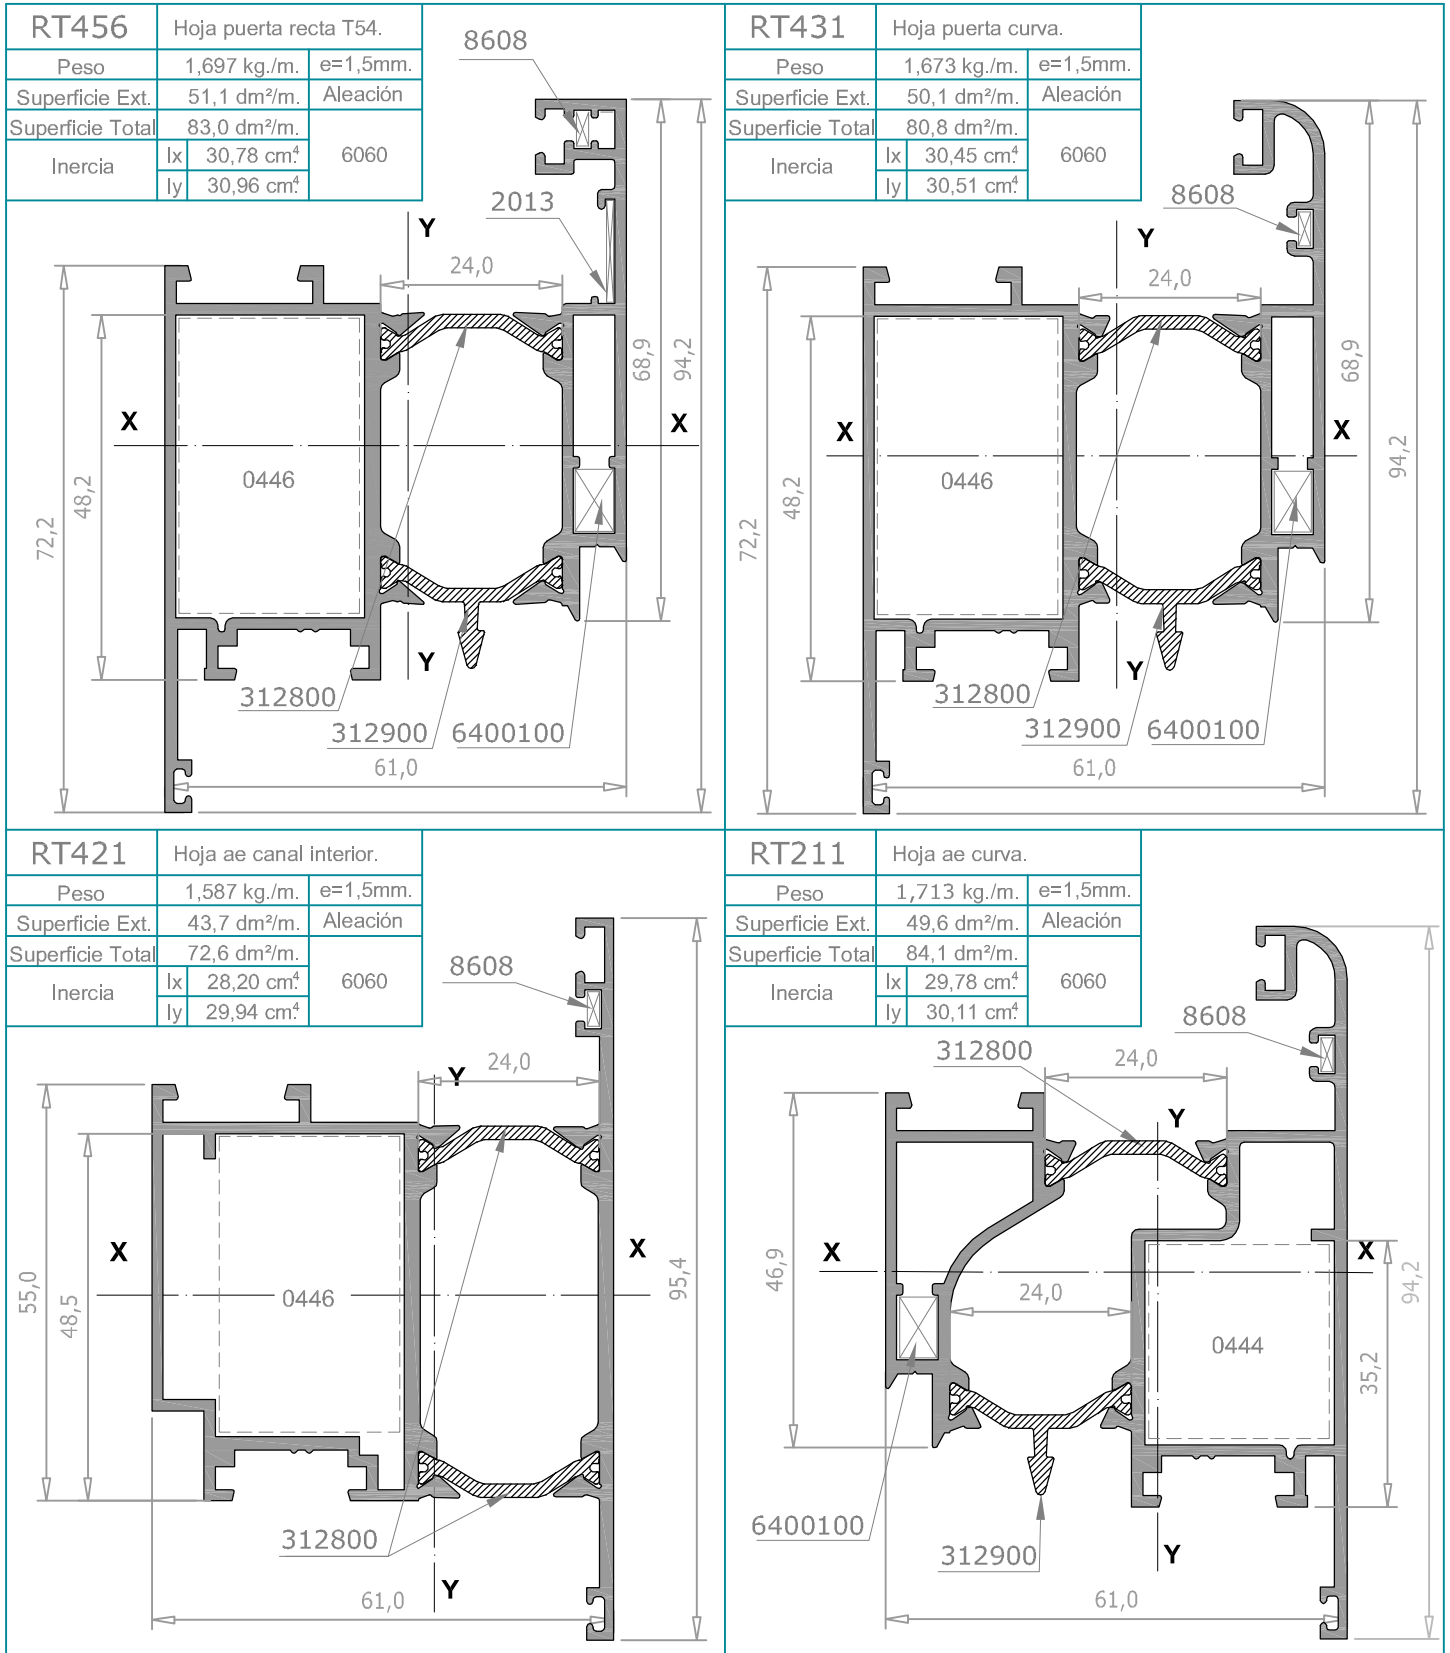 RT456 Hoja puerta recta T54.
Peso 1,697 kg./m. e=1,5mm.
Superficie Ext. 51,1 dm²/m. Aleación
Superficie Total 83,0 dm²/m.
Inercia Ix 30,78 cm⁴. 6060
Iy 30,96 cm⁴.
8608
2013
Y
24,0
68,9
94,2
X
X
0446
48,2
72,2
Y
312800
312900
6400100
61,0
RT431 Hoja puerta curva.
Peso 1,673 kg./m. e=1,5mm.
Superficie Ext. 50,1 dm²/m. Aleación
Superficie Total 80,8 dm²/m.
Inercia Ix 30,45 cm⁴. 6060
Iy 30,51 cm⁴.
8608
Y
24,0
68,9
94,2
X
X
0446
48,2
72,2
Y
312800
312900
6400100
61,0
RT421 Hoja ae canal interior.
Peso 1,587 kg./m. e=1,5mm.
Superficie Ext. 43,7 dm²/m. Aleación
Superficie Total 72,6 dm²/m.
Inercia Ix 28,20 cm⁴. 6060
Iy 29,94 cm⁴.
8608
Y
24,0
X
X
95,4
55,0
48,5
0446
312800
Y
61,0
RT211 Hoja ae curva.
Peso 1,713 kg./m. e=1,5mm.
Superficie Ext. 49,6 dm²/m. Aleación
Superficie Total 84,1 dm²/m.
Inercia Ix 29,78 cm⁴. 6060
Iy 30,11 cm⁴.
8608
312800
24,0
Y
X
X
46,9
24,0
94,2
0444
35,2
6400100
312900
Y
61,0